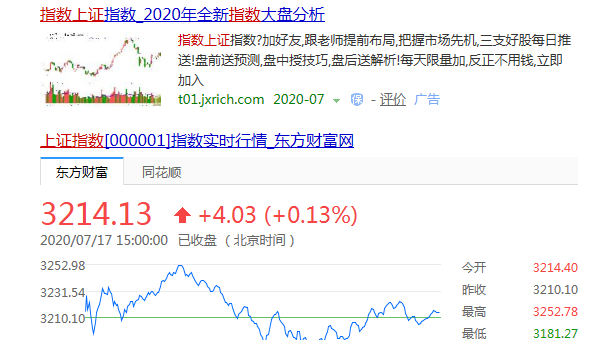 指数上证指数_2020年全新指数大盘分析
指数上证指数?加好友,跟老师提前布局,把握市场先机,三支好股每日推
送!盘前送预测,盘中授技巧,盘后送解析!每天限量加,反正不用钱,立即
加入
t01.jxrich.com 2020-07 保 - 评价 广告
上证指数[000001]指数实时行情_东方财富网
东方财富 同花顺
3214.13 +4.03 (+0.13%)
2020/07/17 15:00:00 已收盘 （北京时间）
3252.98
3231.54
3210.10
今开 3214.40
昨收 3210.10
最高 3252.78
最低 3181.27